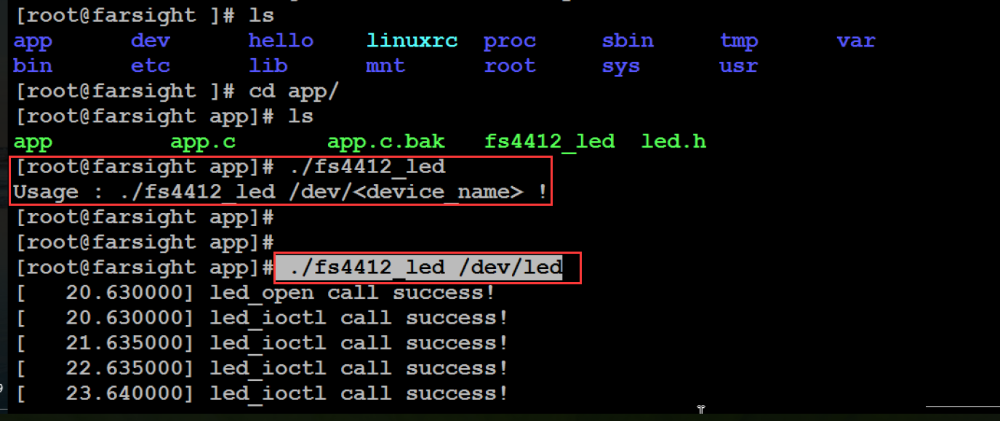 [root@farsight ]# ls
app      dev      hello    linuxrc  proc     sbin     tmp      var
bin      etc      lib      mnt      root     sys      usr
[root@farsight ]# cd app/
[root@farsight app]# ls
app         app.c       app.c.bak   fs4412_led  led.h
[root@farsight app]# ./fs4412_led
Usage : ./fs4412_led /dev/<device_name> !
[root@farsight app]#
[root@farsight app]#
[root@farsight app]# ./fs4412_led /dev/led
[   20.630000] led_open call success!
[   20.630000] led_ioctl call success!
[   21.635000] led_ioctl call success!
[   22.635000] led_ioctl call success!
[   23.640000] led_ioctl call success!